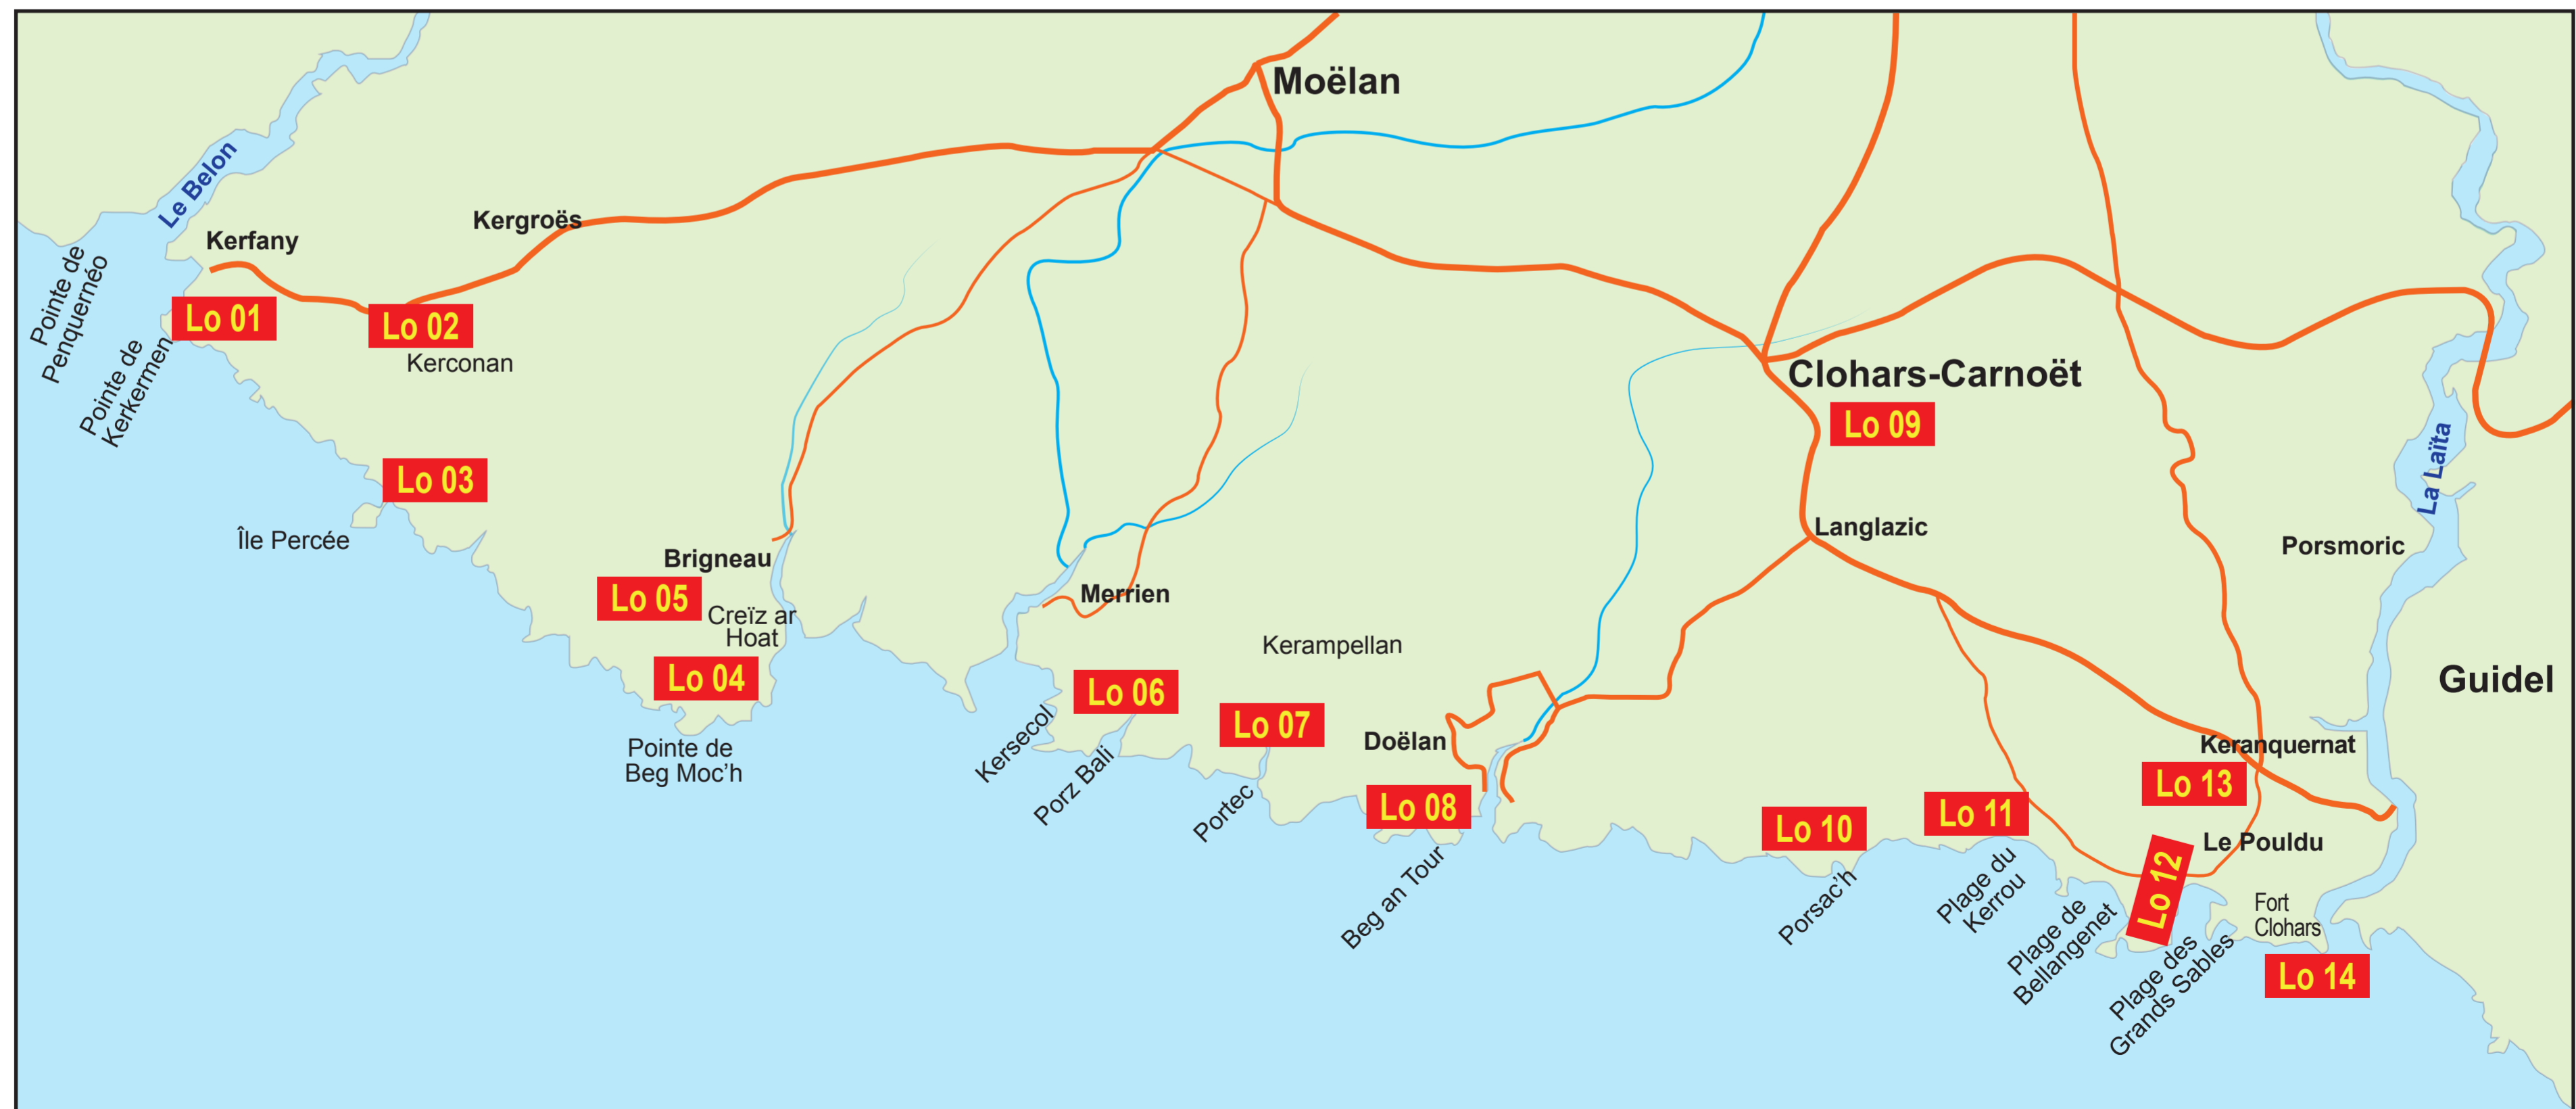 Moëlan
Le Belon
Kerfany
Kergroës
Pointe de
Penquernéo
Lo 01
Lo 02
Kerconan
Pointe de
Kerkermen
Clohars-Carnoët
Lo 09
Lo 03
Île Percée
La Laïta
Langlazic
Porsmoric
Brigneau
Lo 05
Creïz ar
Hoat
Merrien
Kerampellan
Lo 04
Guidel
Lo 06
Kersecol
Lo 07
Pointe de
Beg Moc'h
Porz Bali
Portec
Doëlan
Keranquernat
Lo 13
Lo 08
Beg an Tour
Lo 10
Porsac'h
Lo 11
Plage du
Kerrou
Le Pouldu
Lo 12
Plage de
Bellangenet
Fort
Clohars
Plage des
Grands Sables
Lo 14